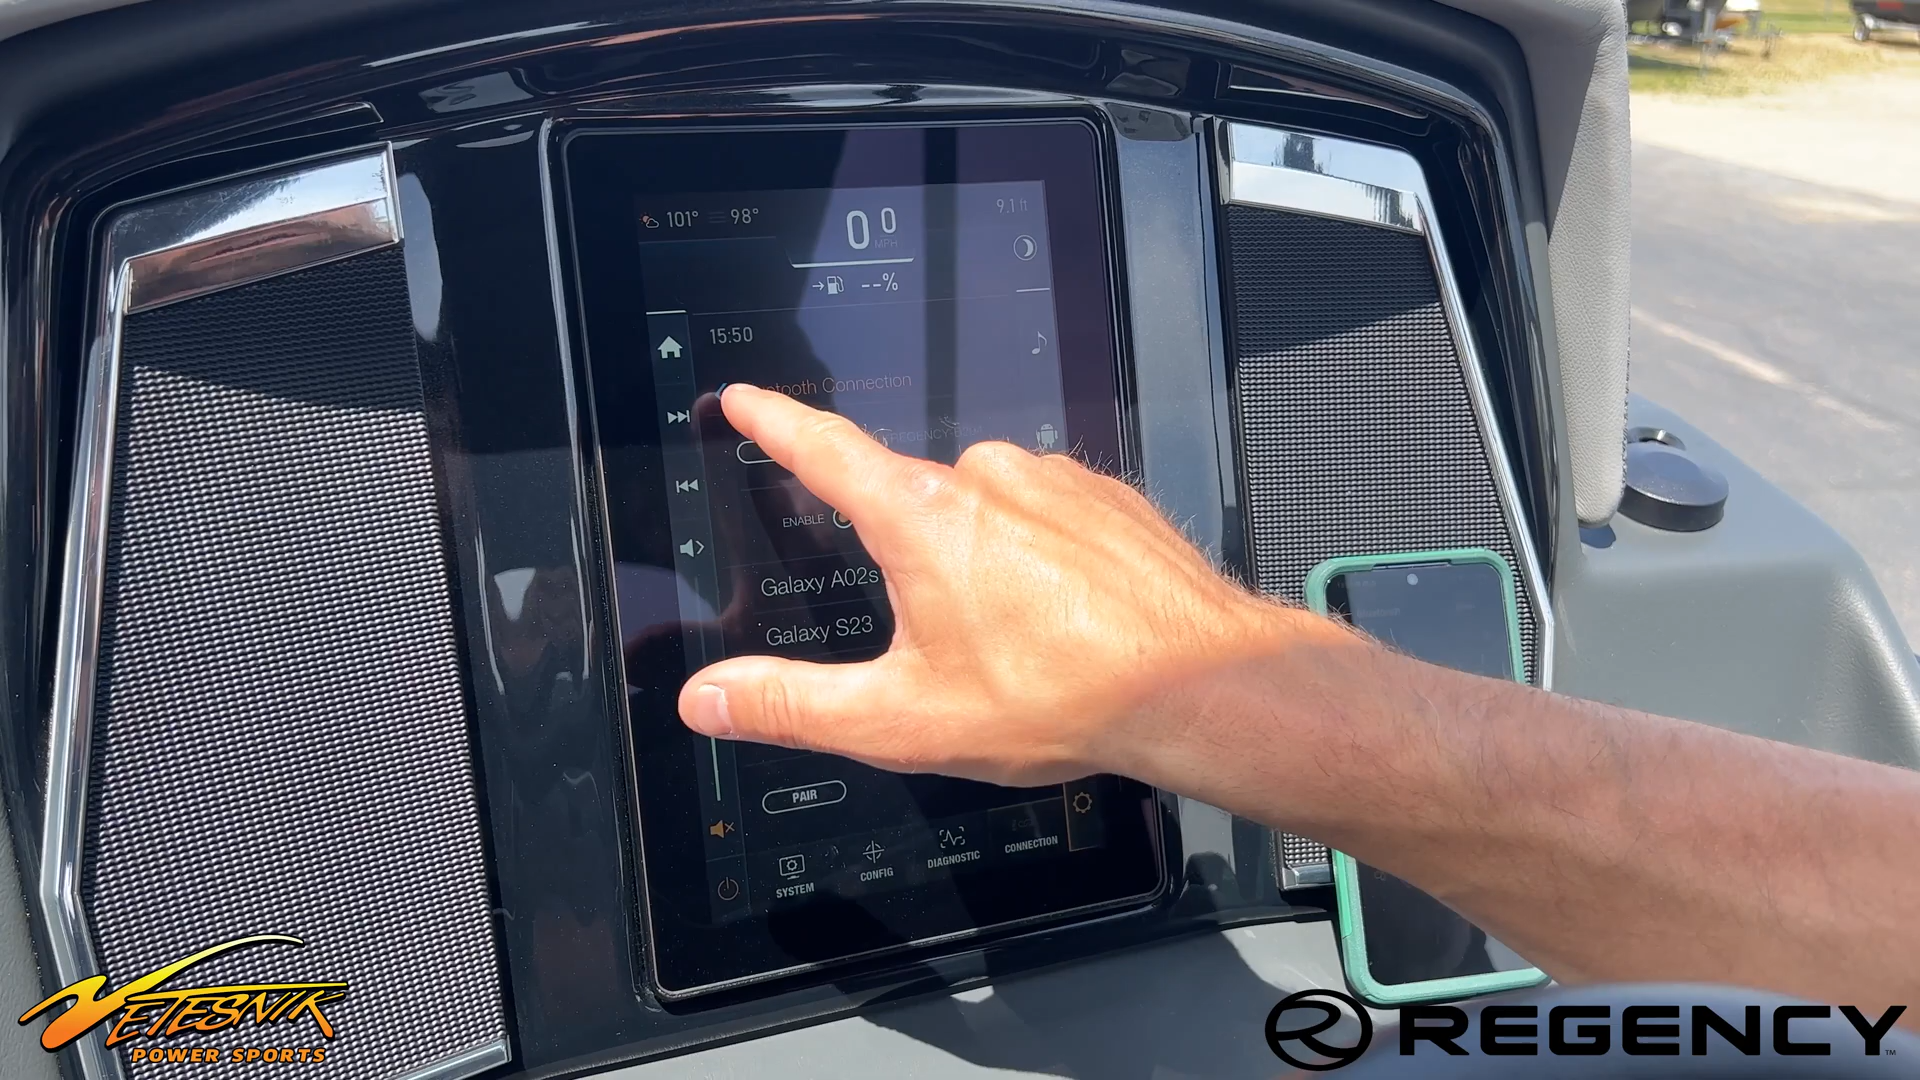 101° 98°
0 0
MPH
9.1 ft
--%
15:50
tooth Connection
REGENCY
ENABLE
Galaxy A02s
Galaxy S23
PAIR
SYSTEM
CONFIG
DIAGNOSTIC
CONNECTION
VETESNIK
POWER SPORTS
REGENCY™